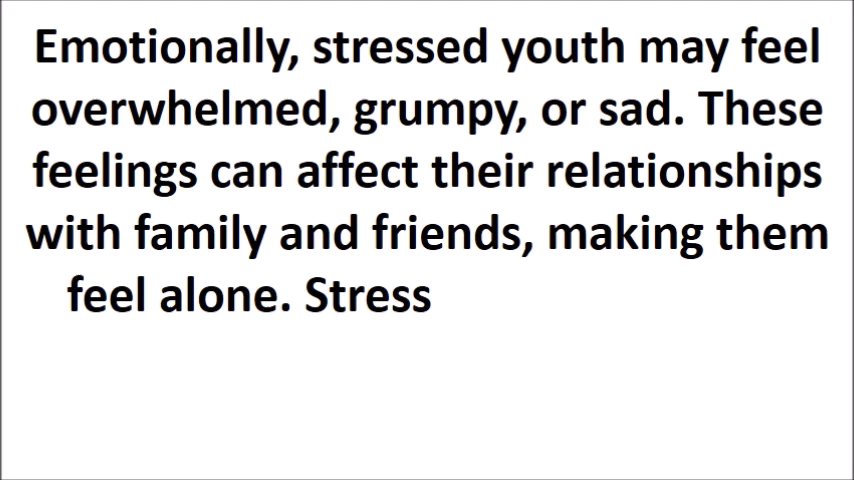 Emotionally, stressed youth may feel
overwhelmed, grumpy, or sad. These
feelings can affect their relationships
with family and friends, making them
feel alone. Stress